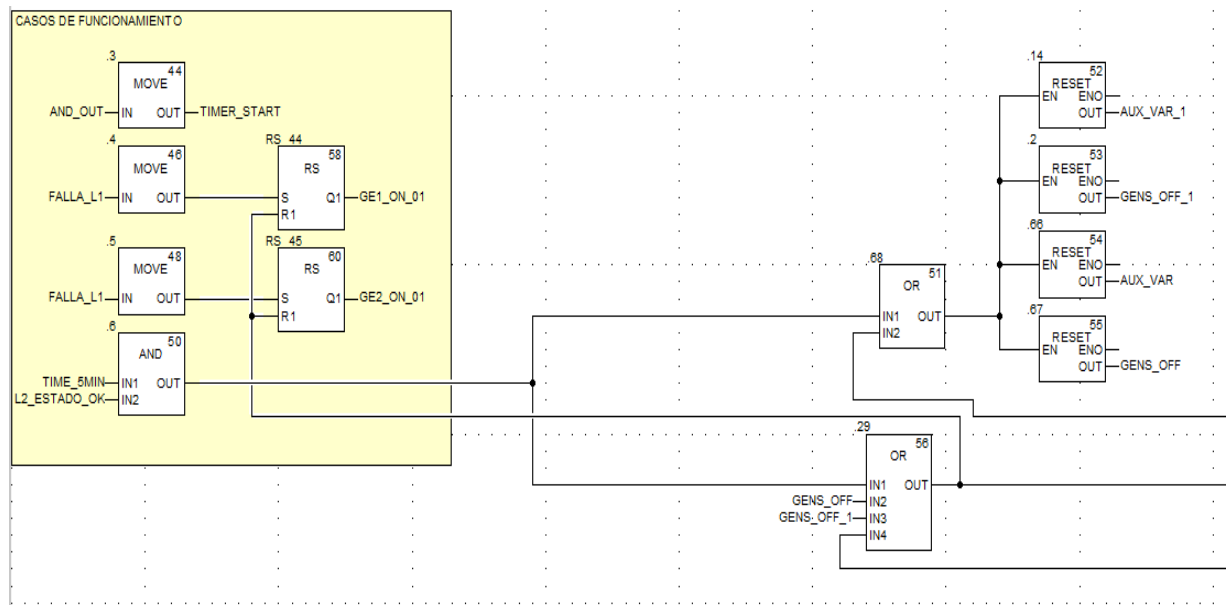 CASOS DE FUNCIONAMIENTO
.3
44
MOVE
AND_OUT IN OUT TIMER_START
.4
46
MOVE
FALLA_L1 IN OUT
RS_44
58
RS
S Q1 GE1_ON_01
R1
.5
48
MOVE
FALLA_L1 IN OUT
RS_45
60
RS
S Q1 GE2_ON_01
R1
.6
50
AND
TIME_5MIN IN1 OUT
L2_ESTADO_OK IN2
.68
51
OR
IN1 OUT
IN2
.29
56
OR
IN1 OUT
GENS_OFF IN2
GENS_OFF_1 IN3
IN4
.14
52
RESET
EN ENO
OUT AUX_VAR_1
.2
53
RESET
EN ENO
OUT GENS_OFF_1
.66
54
RESET
EN ENO
OUT AUX_VAR
.67
55
RESET
EN ENO
OUT GENS_OFF